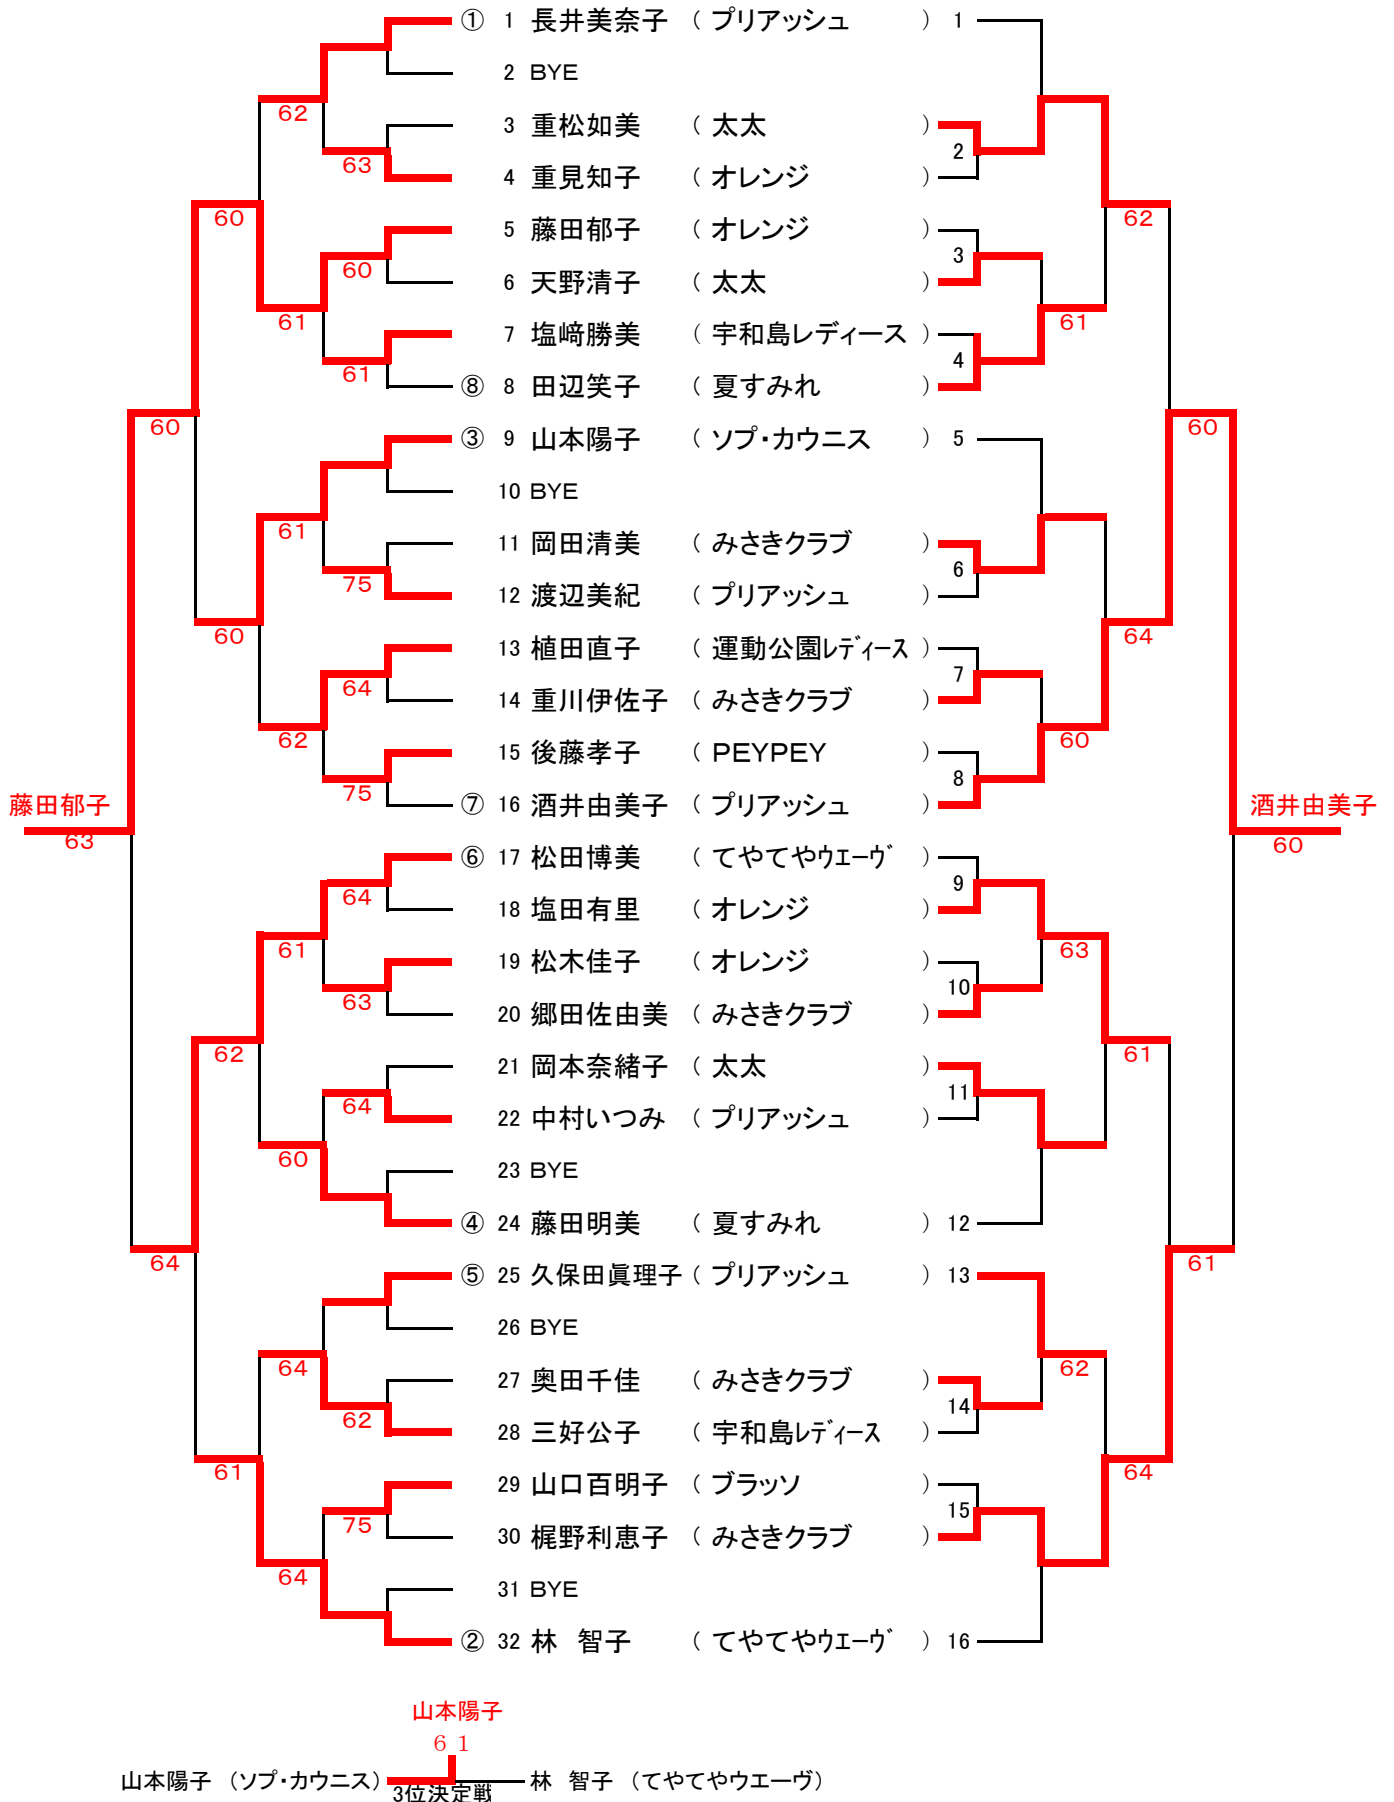 ① 1 長井美奈子 ( プリアッシュ ) 1
2 BYE
62
3 重松如美 ( 太太 )
2
63
4 重見知子 ( オレンジ )
60
62
5 藤田郁子 ( オレンジ )
3
60
6 天野清子 ( 太太 )
61
61
7 塩﨑勝美 ( 宇和島レディース )
4
61
⑧ 8 田辺笑子 ( 夏すみれ )
60
60
③ 9 山本陽子 ( ソプ・カウニス ) 5
10 BYE
61
11 岡田清美 ( みさきクラブ )
6
75
12 渡辺美紀 ( プリアッシュ )
60
64
13 植田直子 ( 運動公園レディース )
7
64
14 重川伊佐子 ( みさきクラブ )
62
60
15 後藤孝子 ( PEYPEY )
8
75
藤田郁子
⑦ 16 酒井由美子 ( プリアッシュ )
酒井由美子
63
60
⑥ 17 松田博美 ( てやてやウエーヴ )
9
64
18 塩田有里 ( オレンジ )
61
63
19 松木佳子 ( オレンジ )
10
63
20 郷田佐由美 ( みさきクラブ )
62
61
21 岡本奈緒子 ( 太太 )
11
64
22 中村いつみ ( プリアッシュ )
60
23 BYE
④ 24 藤田明美 ( 夏すみれ ) 12
64
61
⑤ 25 久保田眞理子 ( プリアッシュ ) 13
26 BYE
64
62
27 奥田千佳 ( みさきクラブ )
14
62
28 三好公子 ( 宇和島レディース )
61
64
29 山口百明子 ( ブラッソ )
15
75
30 梶野利恵子 ( みさきクラブ )
64
31 BYE
② 32 林 智子 ( てやてやウエーヴ ) 16
山本陽子
6 1
山本陽子 (ソプ・カウニス) 林 智子 (てやてやウエーヴ)
3位決定戦